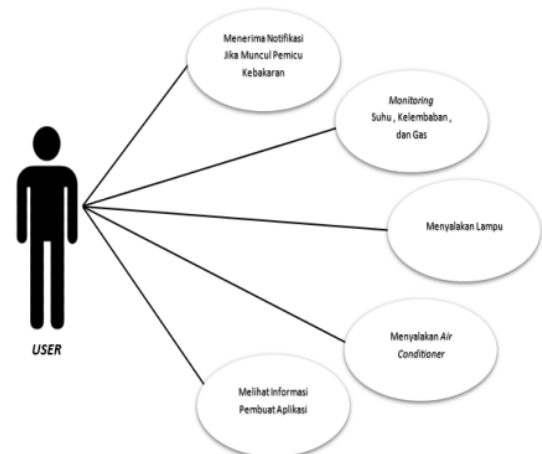 Menerima Notifikasi
Jika Muncul Pemicu
Kebakaran
Monitoring
Suhu , Kelembaban ,
dan Gas
Menyalakan Lampu
Menyalakan Air
Conditioner
Melihat Informasi
Pembuat Aplikasi
USER